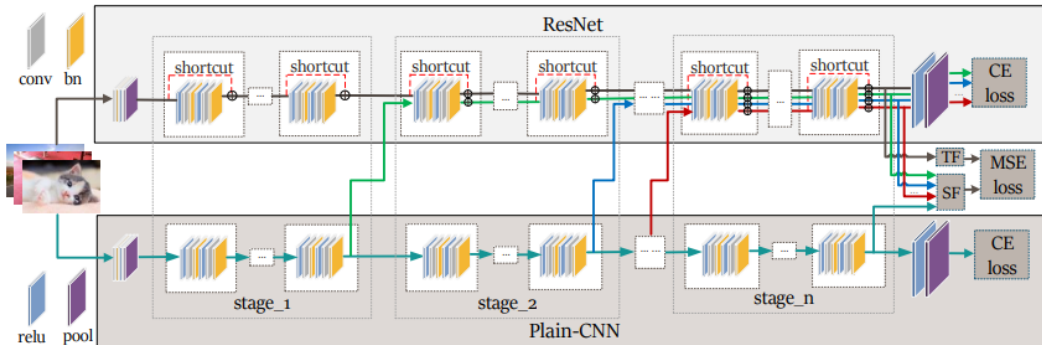 ResNet
conv bn
shortcut shortcut shortcut shortcut shortcut shortcut
... ... ... ... ...
CE
loss
TF
MSE
loss
SF
...
CE
loss
... ... ... ...
stage_1 stage_2 stage_n
relu pool
Plain-CNN